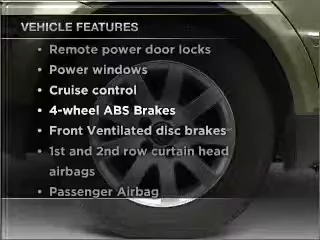 VEHICLE FEATURES
• Remote power door locks
• Power windows
• Cruise control
• 4-wheel ABS Brakes
• Front Ventilated disc brakes
• 1st and 2nd row curtain head
airbags
• Passenger Airbag